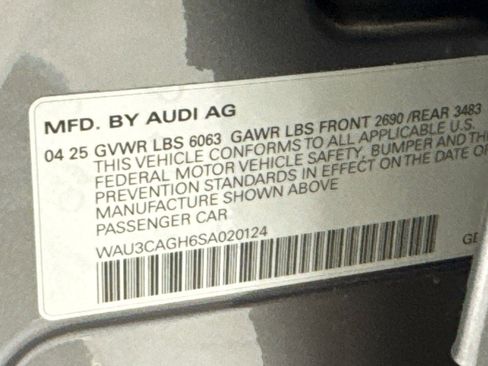 MFD. BY AUDI AG
04 25 GVWR LBS 6063 GAWR LBS FRONT 2690 /REAR 3483
THIS VEHICLE CONFORMS TO ALL APPLICABLE U.S.
FEDERAL MOTOR VEHICLE SAFETY, BUMPER AND
PREVENTION STANDARDS IN EFFECT ON THE DATE OF
MANUFACTURE SHOWN ABOVE
PASSENGER CAR
WAU3CAGH6SA020124